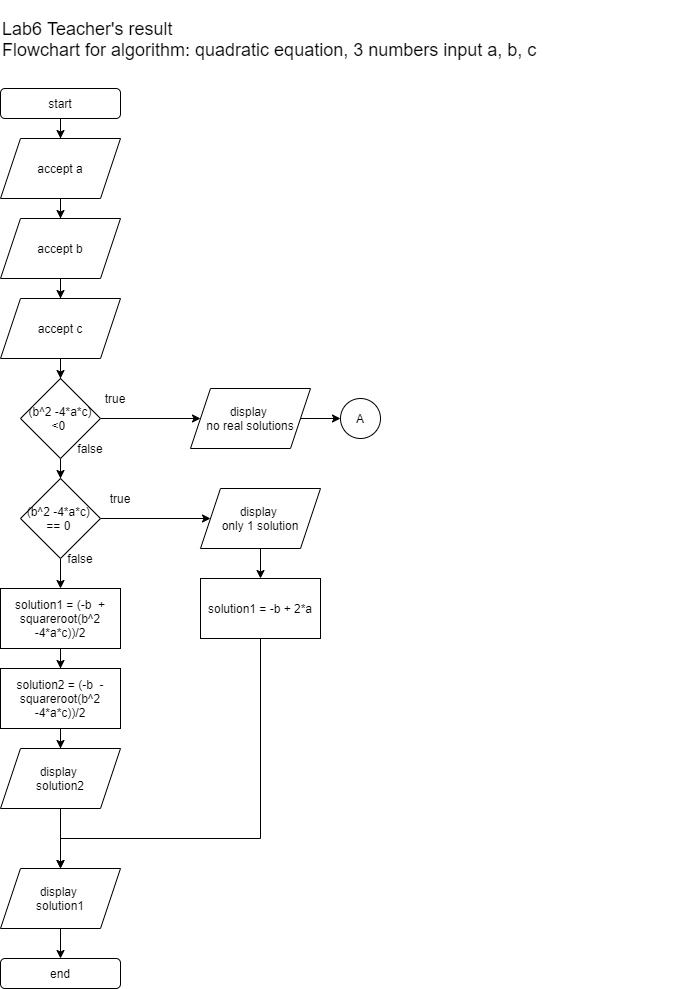 Lab6 Teacher's result
Flowchart for algorithm: quadratic equation, 3 numbers input a, b, c
start
accept a
accept b
accept c
(b^2 -4*a*c)
<0
true
display
no real solutions
A
false
(b^2 -4*a*c)
== 0
true
display
only 1 solution
false
solution1 = (-b +
squareroot(b^2
-4*a*c))/2
solution1 = -b + 2*a
solution2 = (-b -
squareroot(b^2
-4*a*c))/2
display
solution2
display
solution1
end